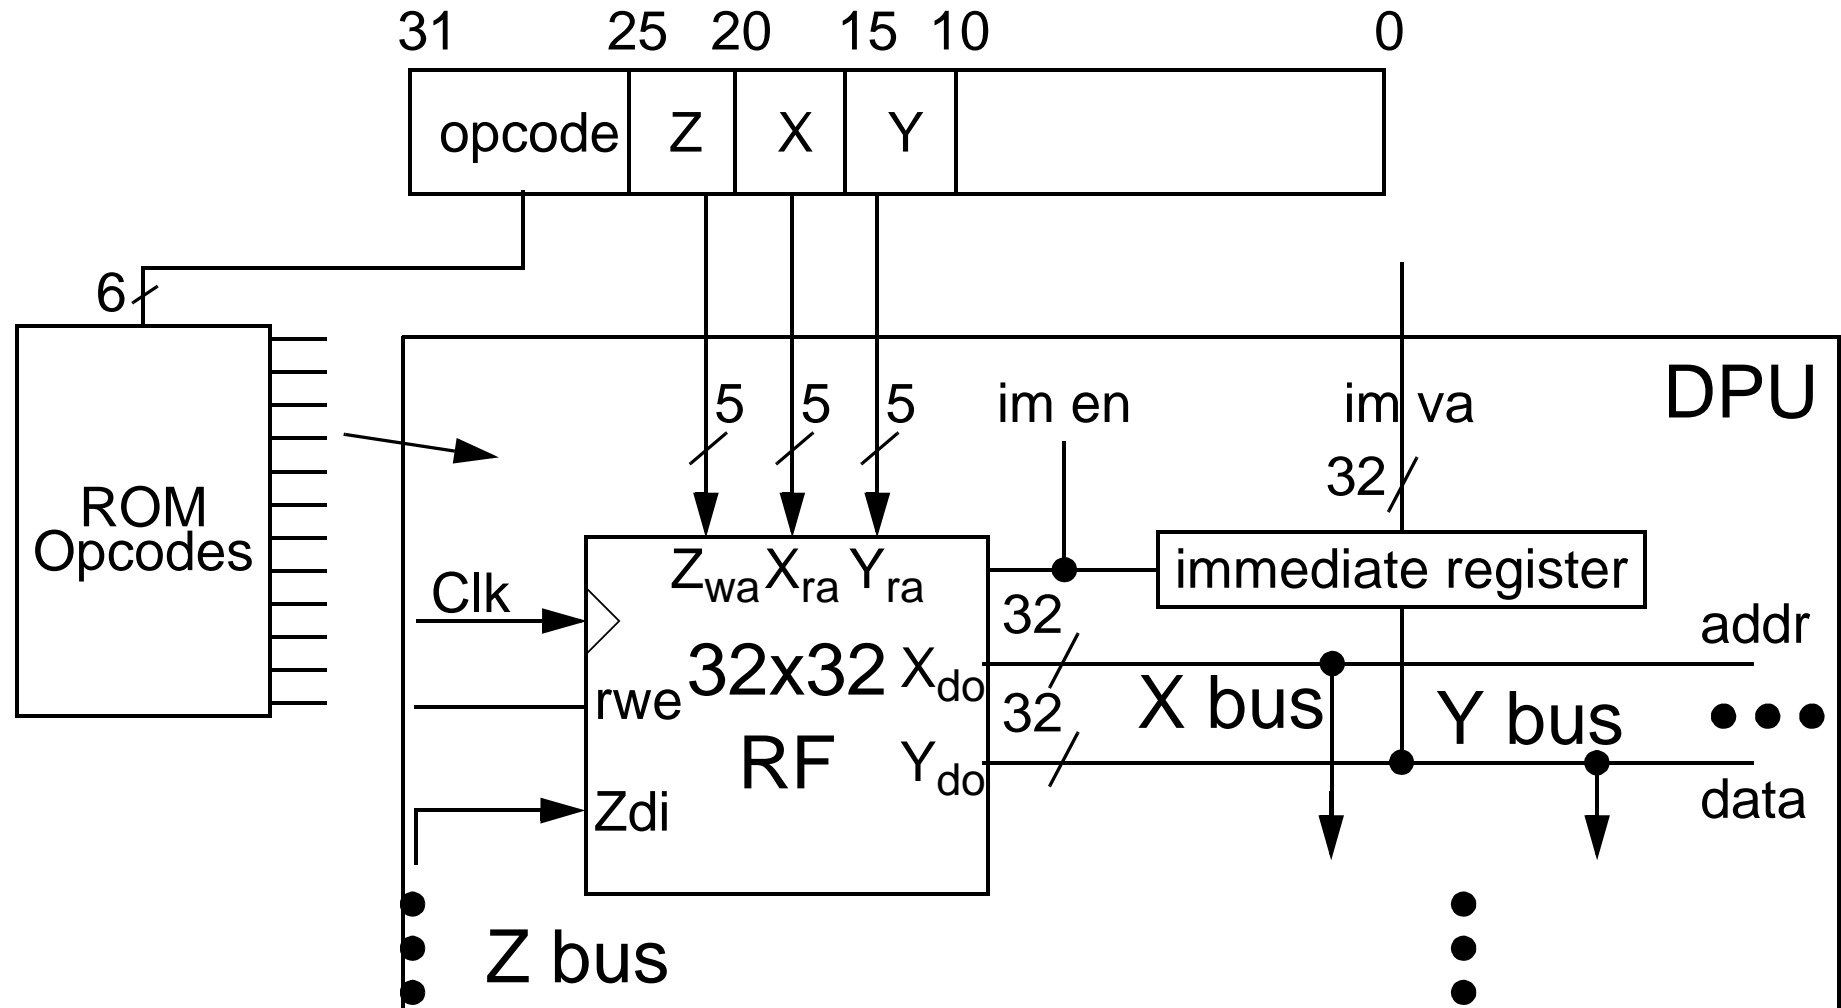 31 25 20 15 10 0
opcode Z X Y
6
DPU
5 5 5 im en im va
32
ROM
Opcodes
Zwa Xra Yra immediate register
Clk
32
addr
32x32 Xdo
rwe
32
X bus Y bus
RF Ydo
data
Zdi
Z bus